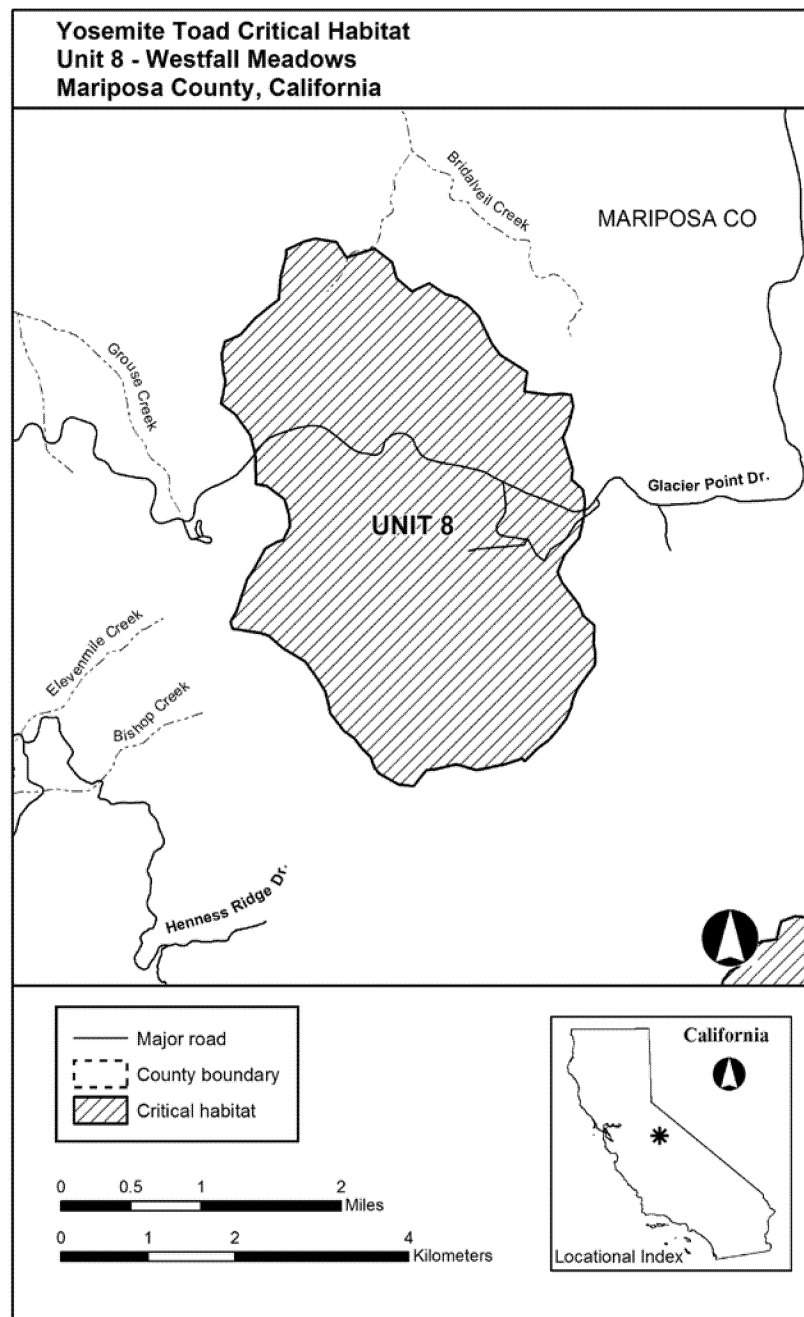 Yosemite Toad Critical Habitat
Unit 8 - Westfall Meadows
Mariposa County, California
Bridalveil Creek
MARIPOSA CO
Grouse Creek
Glacier Point Dr.
UNIT 8
Elevenmile Creek
Bishop Creek
Henness Ridge Dr.
Major road
County boundary
Critical habitat
0 0.5 1 2
Miles
0 1 2 4
Kilometers
California
Locational Index